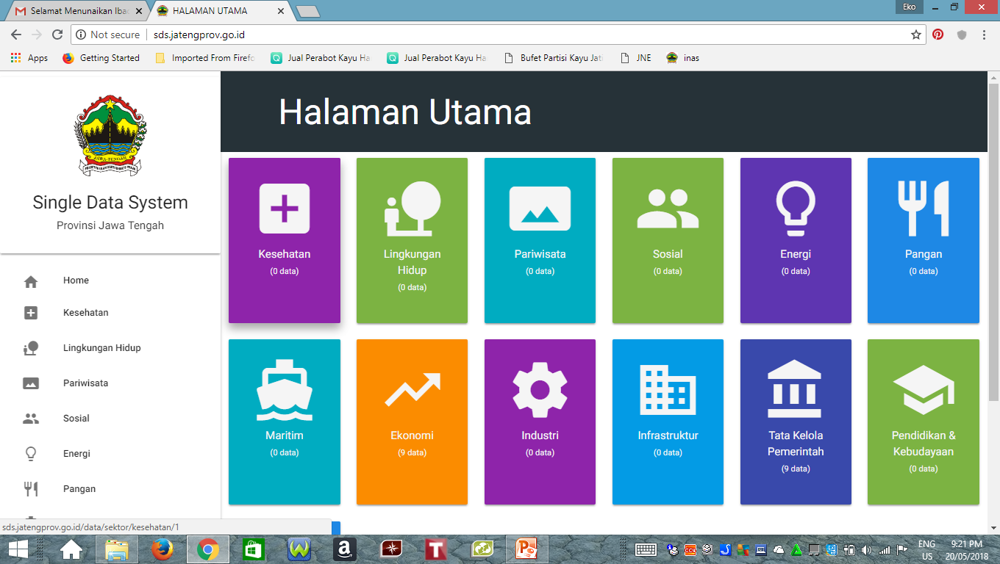 Selamat Menunaikan Ibad
HALAMAN UTAMA
Eko
Not secure
sds.jatengprov.go.id
Apps
Getting Started
Imported From Firefo
Jual Perabot Kayu Ha
Jual Perabot Kayu Ha
Bufet Partisi Kayu Jati
JNE
inas
JAWA-TENGAH
Single Data System
Provinsi Jawa Tengah
Home
Kesehatan
Lingkungan Hidup
Pariwisata
Sosial
Energi
Pangan
Halaman Utama
Kesehatan
(0 data)
Lingkungan
Hidup
(0 data)
Pariwisata
(0 data)
Sosial
(0 data)
Energi
(0 data)
Pangan
(0 data)
Maritim
(0 data)
Ekonomi
(9 data)
Industri
(0 data)
Infrastruktur
(0 data)
Tata Kelola
Pemerintah
(9 data)
Pendidikan &
Kebudayaan
(0 data)
sds.jatengprov.go.id/data/sektor/kesehatan/1
ENG
US
9:21 PM
20/05/2018